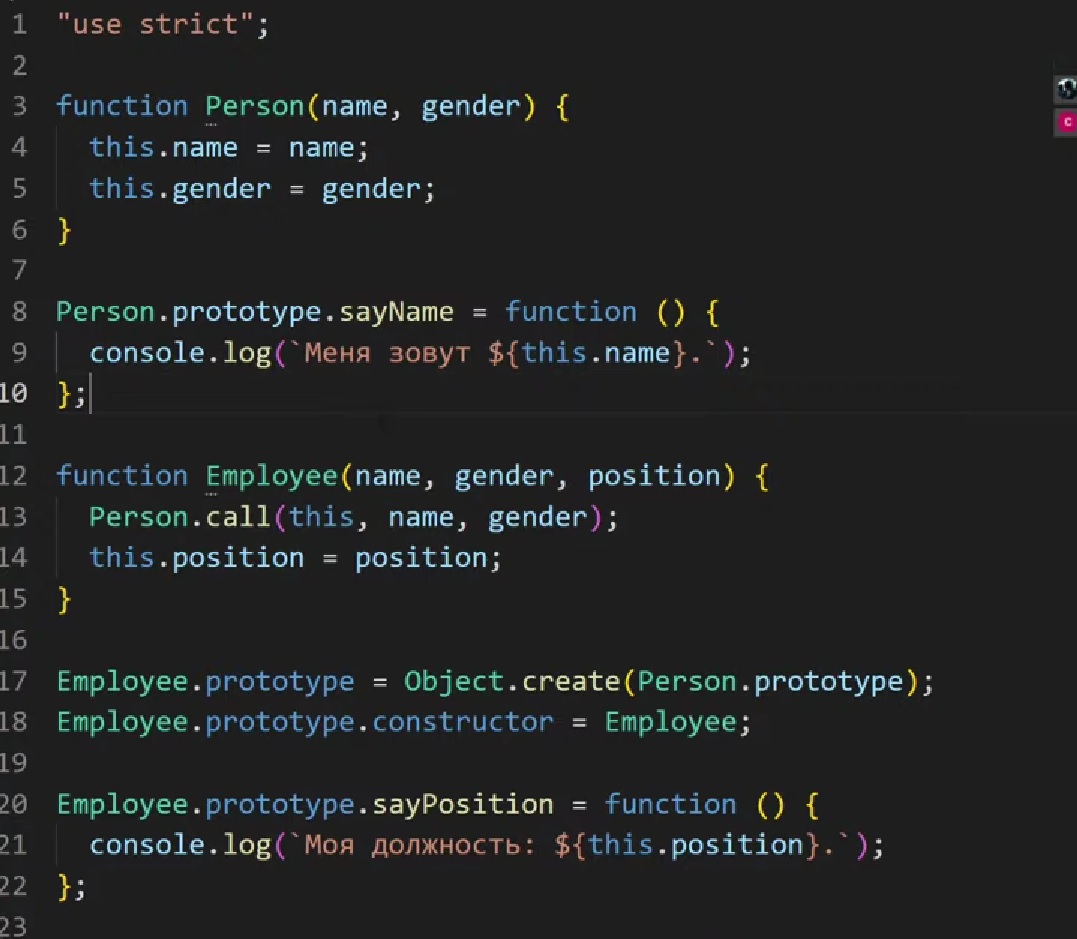 1 "use strict";
2
3 function Person(name, gender) {
4 this.name = name;
5 this.gender = gender;
6 }
7
8 Person.prototype.sayName = function () {
9 console.log(`Меня зовут ${this.name}.`);
10 };
11
12 function Employee(name, gender, position) {
13 Person.call(this, name, gender);
14 this.position = position;
15 }
16
17 Employee.prototype = Object.create(Person.prototype);
18 Employee.prototype.constructor = Employee;
19
20 Employee.prototype.sayPosition = function () {
21 console.log(`Моя должность: ${this.position}.`);
22 };
23
C